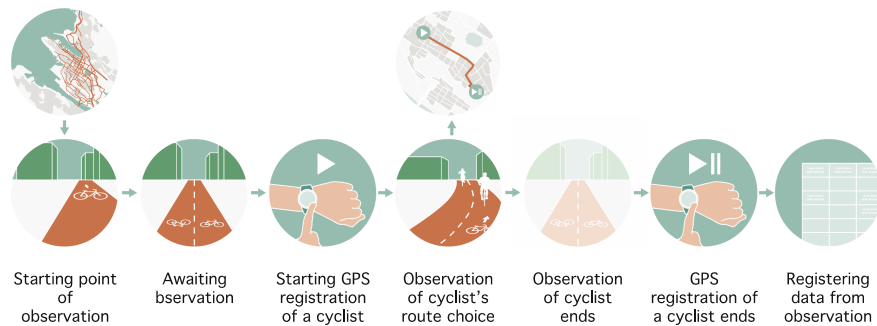 Starting point
of
observation
Awaiting
bservation
Starting GPS
registration
of a cyclist
Observation
of cyclist's
route choice
Observation
of cyclist
ends
GPS
registration of
a cyclist ends
Registering
data from
observation